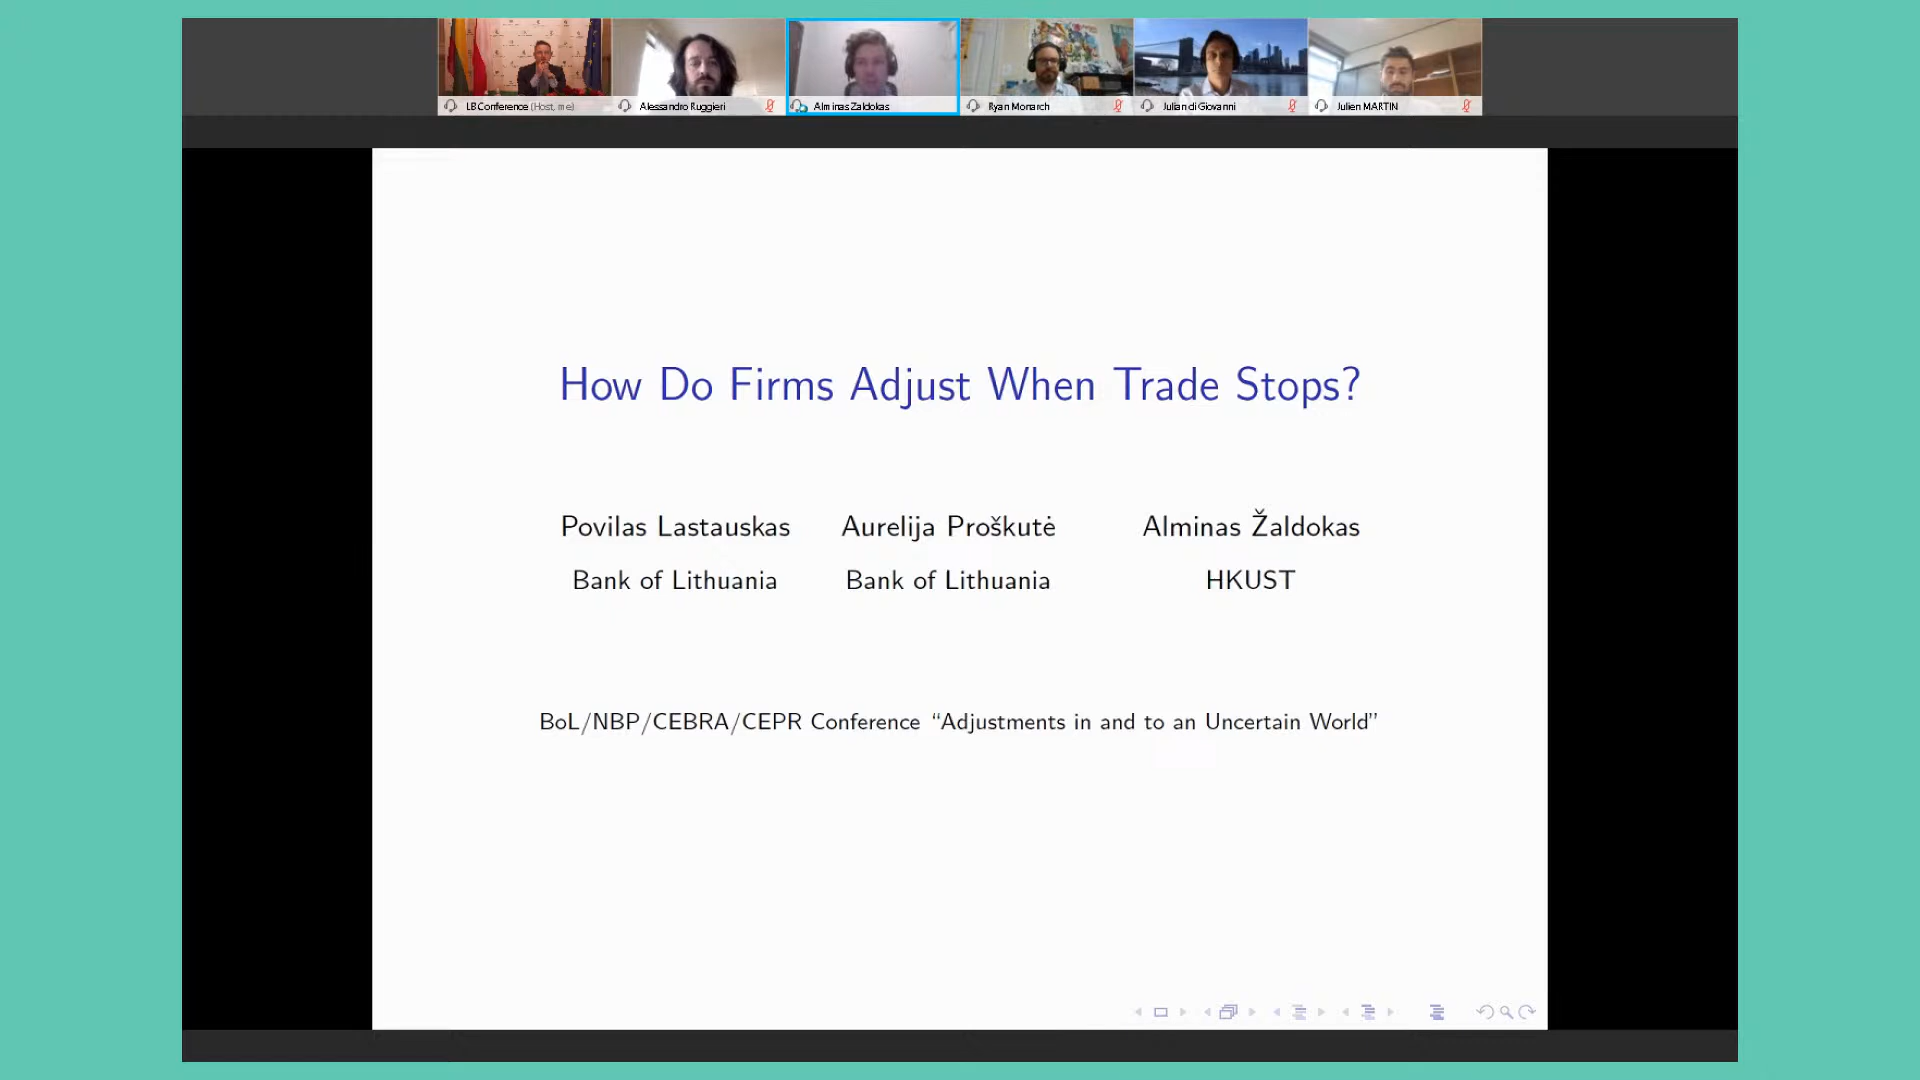 LB Conference (Host, me)
Alessandro Ruggieri
Alminas Zaldokas
Ryan Monarch
Julian di Giovanni
Julien MARTIN
How Do Firms Adjust When Trade Stops?
Povilas Lastauskas Aurelija Proškutė Alminas Žaldokas
Bank of Lithuania Bank of Lithuania HKUST
BoL/NBP/CEBRA/CEPR Conference “Adjustments in and to an Uncertain World”